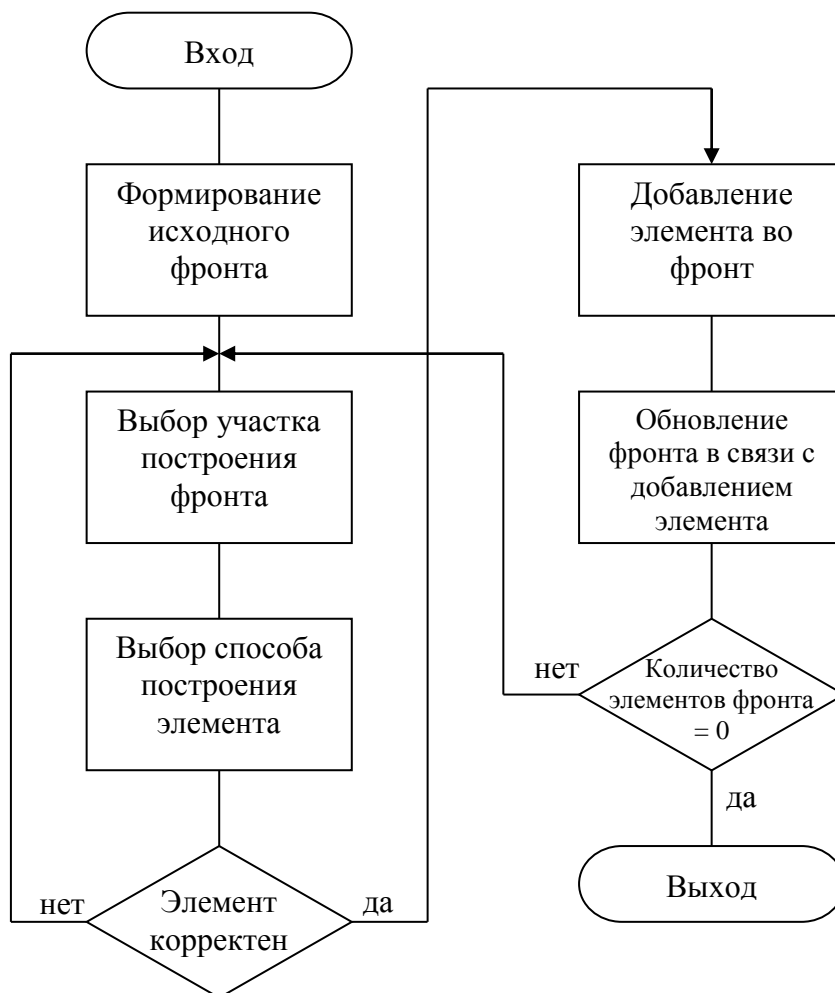 Вход
Формирование
исходного
фронта
Выбор участка
построения
фронта
Выбор способа
построения
элемента
нет
Элемент
корректен
да
Добавление
элемента во
фронт
Обновление
фронта в связи с
добавлением
элемента
нет
Количество
элементов фронта
= 0
да
Выход